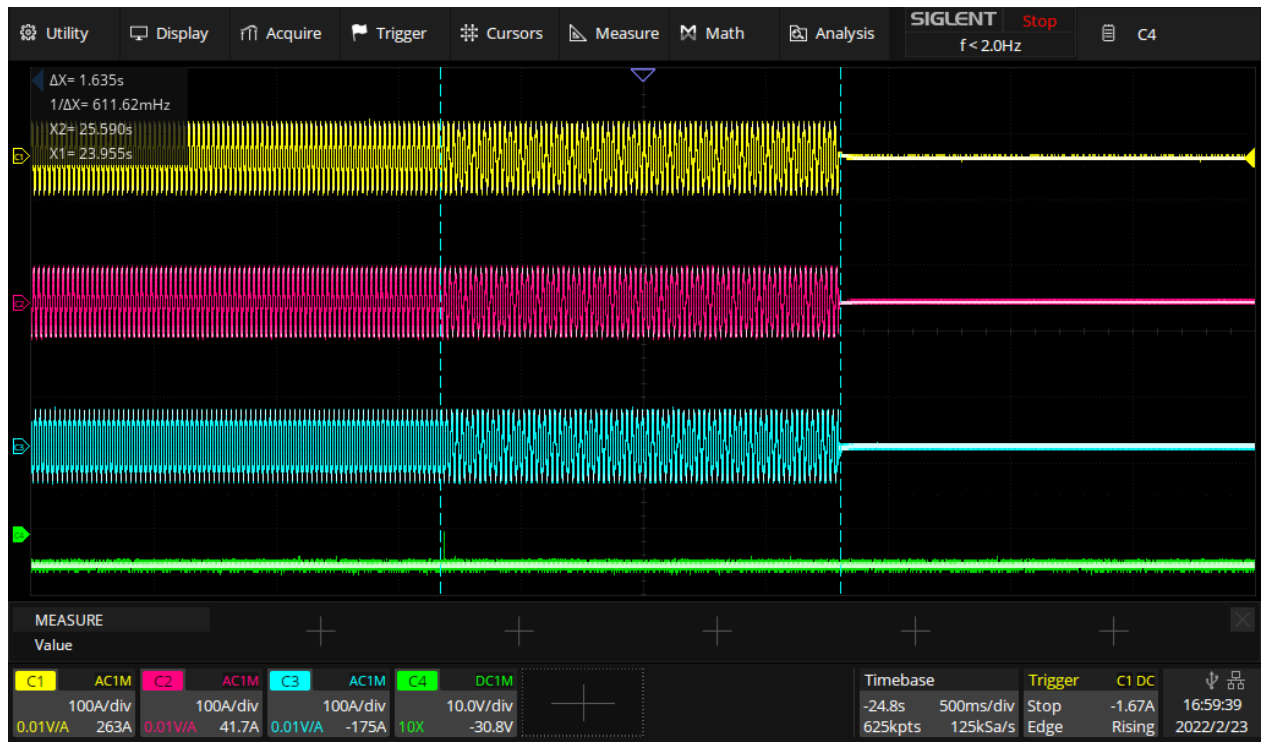 Utility Display Acquire Trigger Cursors Measure Math Analysis SIGLENT Stop C4
f < 2.0Hz
ΔX= 1.635s
1/ΔX= 611.62mHz
X2= 25.590s
X1= 23.955s
C1
C2
C3
C4
MEASURE
Value
C1 AC1M C2 AC1M C3 AC1M C4 DC1M Timebase Trigger C1 DC
100A/div 100A/div 100A/div 10.0V/div -24.8s 500ms/div Stop -1.67A 16:59:39
0.01V/A 263A 0.01V/A 41.7A 0.01V/A -175A 10X -30.8V 625kpts 125kSa/s Edge Rising 2022/2/23